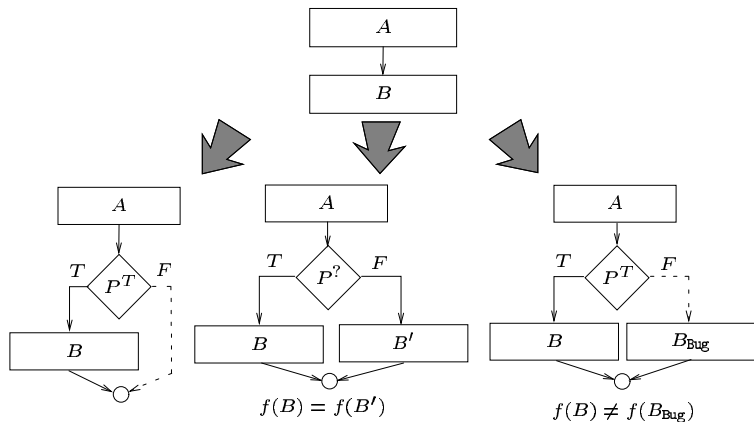 A
B
A
T
P^T
F
B
A
T
P^?
F
B
B′
f(B) = f(B′)
A
T
P^T
F
B
B_Bug
f(B) ≠ f(B_Bug)